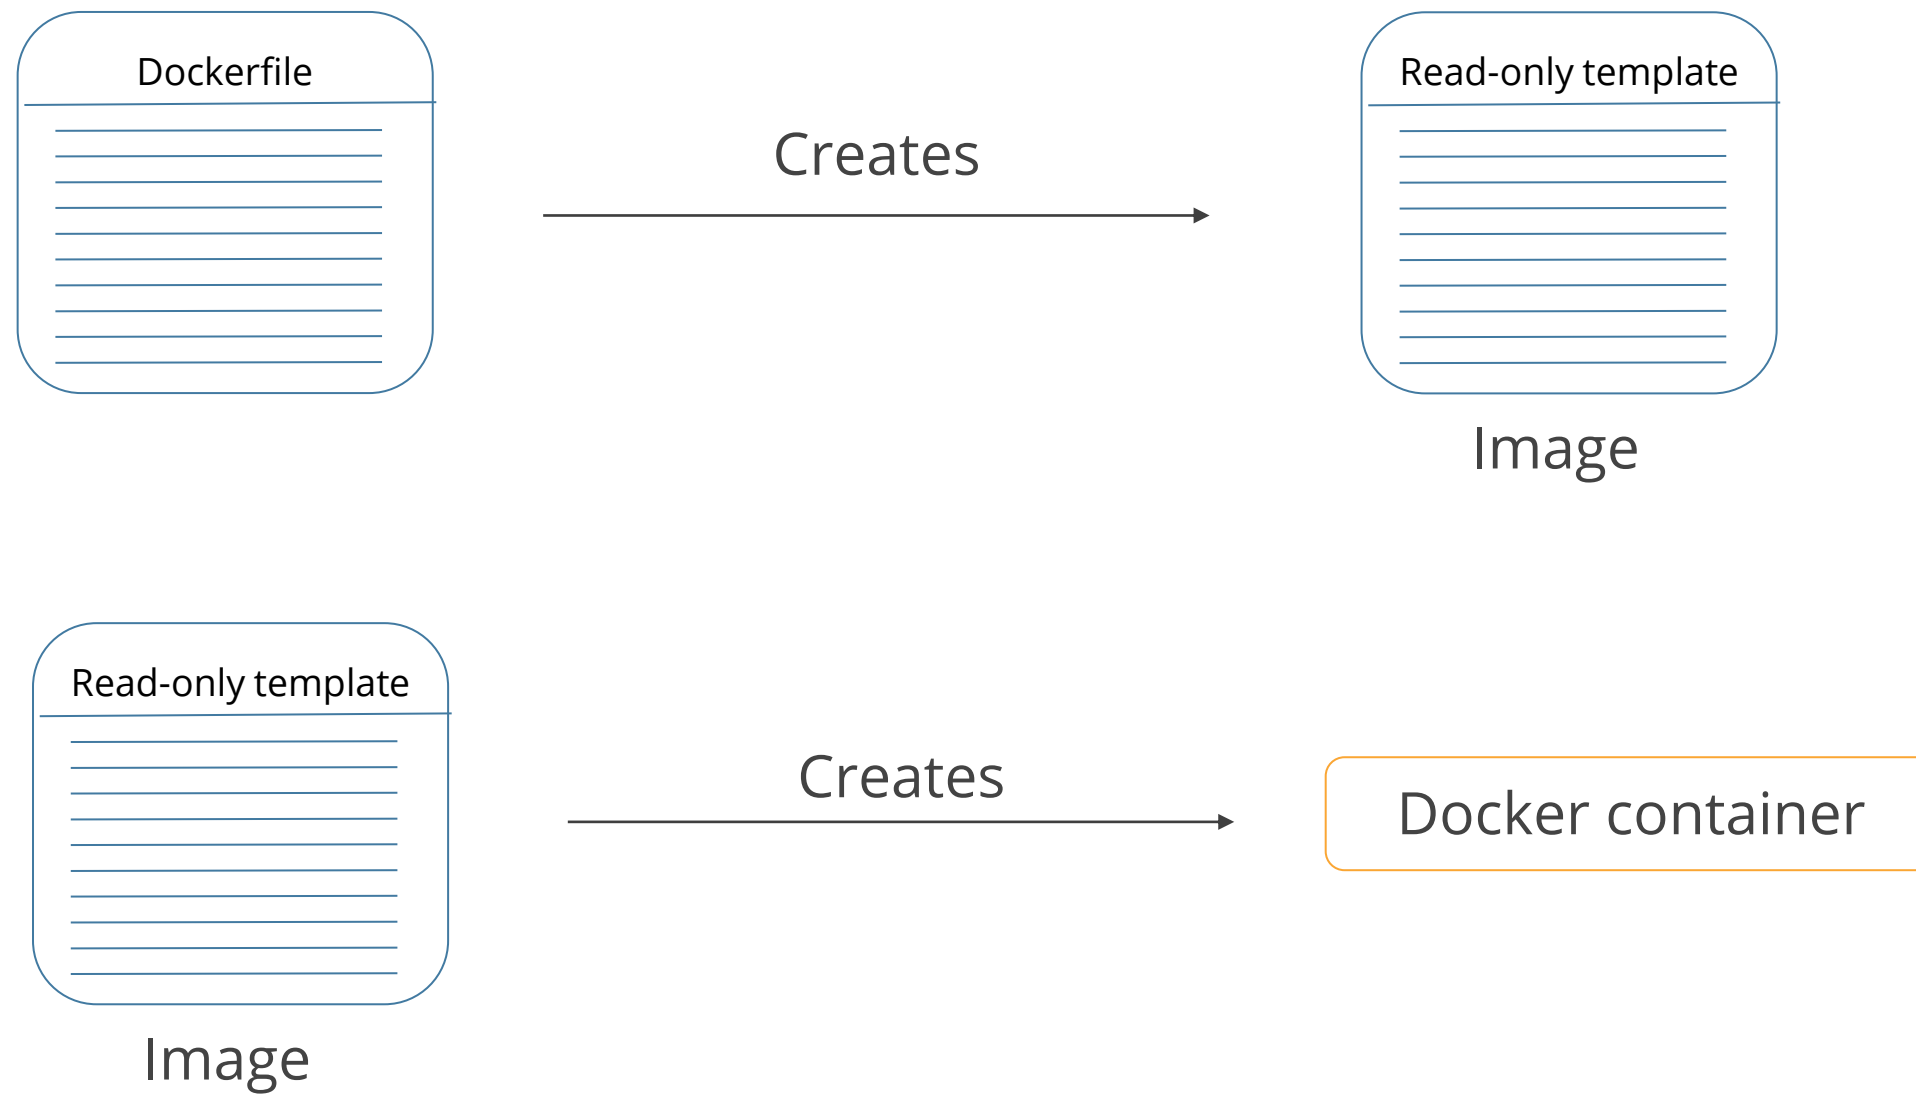 Dockerfile
Read-only template
Creates
Image
Read-only template
Creates
Docker container
Image